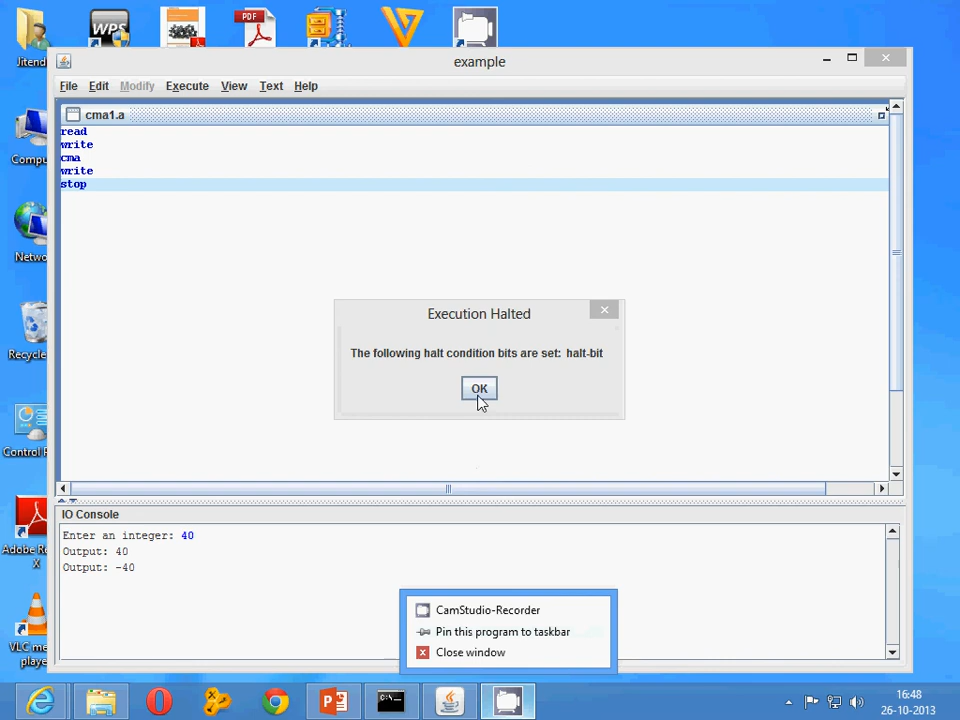 WPS
PDF
Jitend
example
File Edit Modify Execute View Text Help
cma1.a
read
write
cma
write
stop
Compu
Netwo
Recycle
Control P
Adobe Re
X
VLC me
playe
Execution Halted
The following halt condition bits are set: halt-bit
OK
IO Console
Enter an integer: 40
Output: 40
Output: -40
CamStudio-Recorder
Pin this program to taskbar
Close window
16:48
26-10-2013